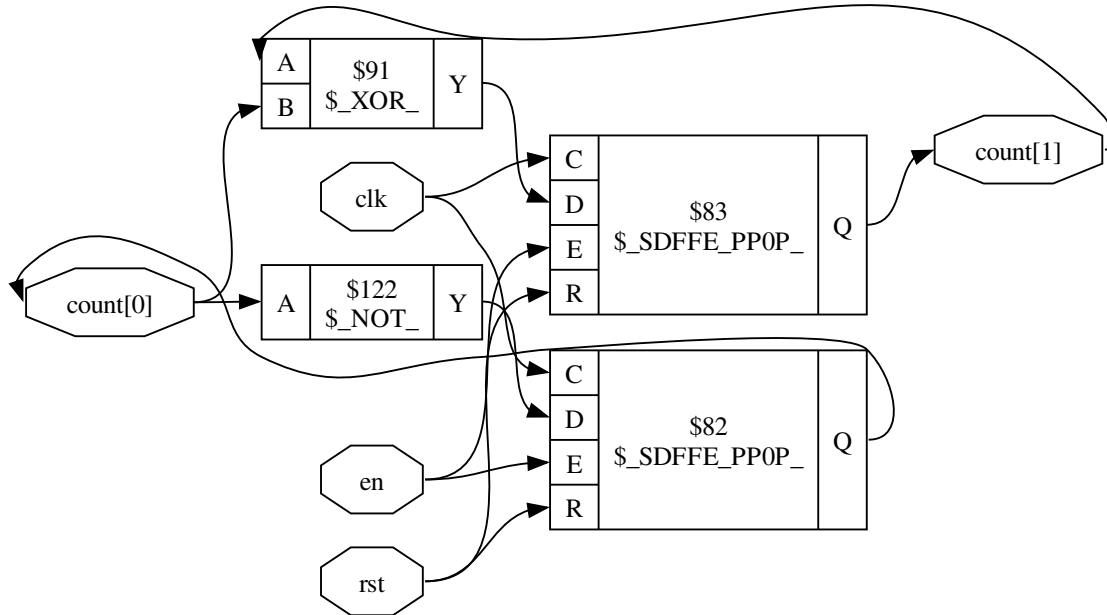 A
B
$91
$_XOR_
Y
clk
C
D
E
R
$83
$_SDFFE_PP0P_
Q
count[1]
count[0]
A
$122
$_NOT_
Y
C
D
E
R
$82
$_SDFFE_PP0P_
Q
en
rst